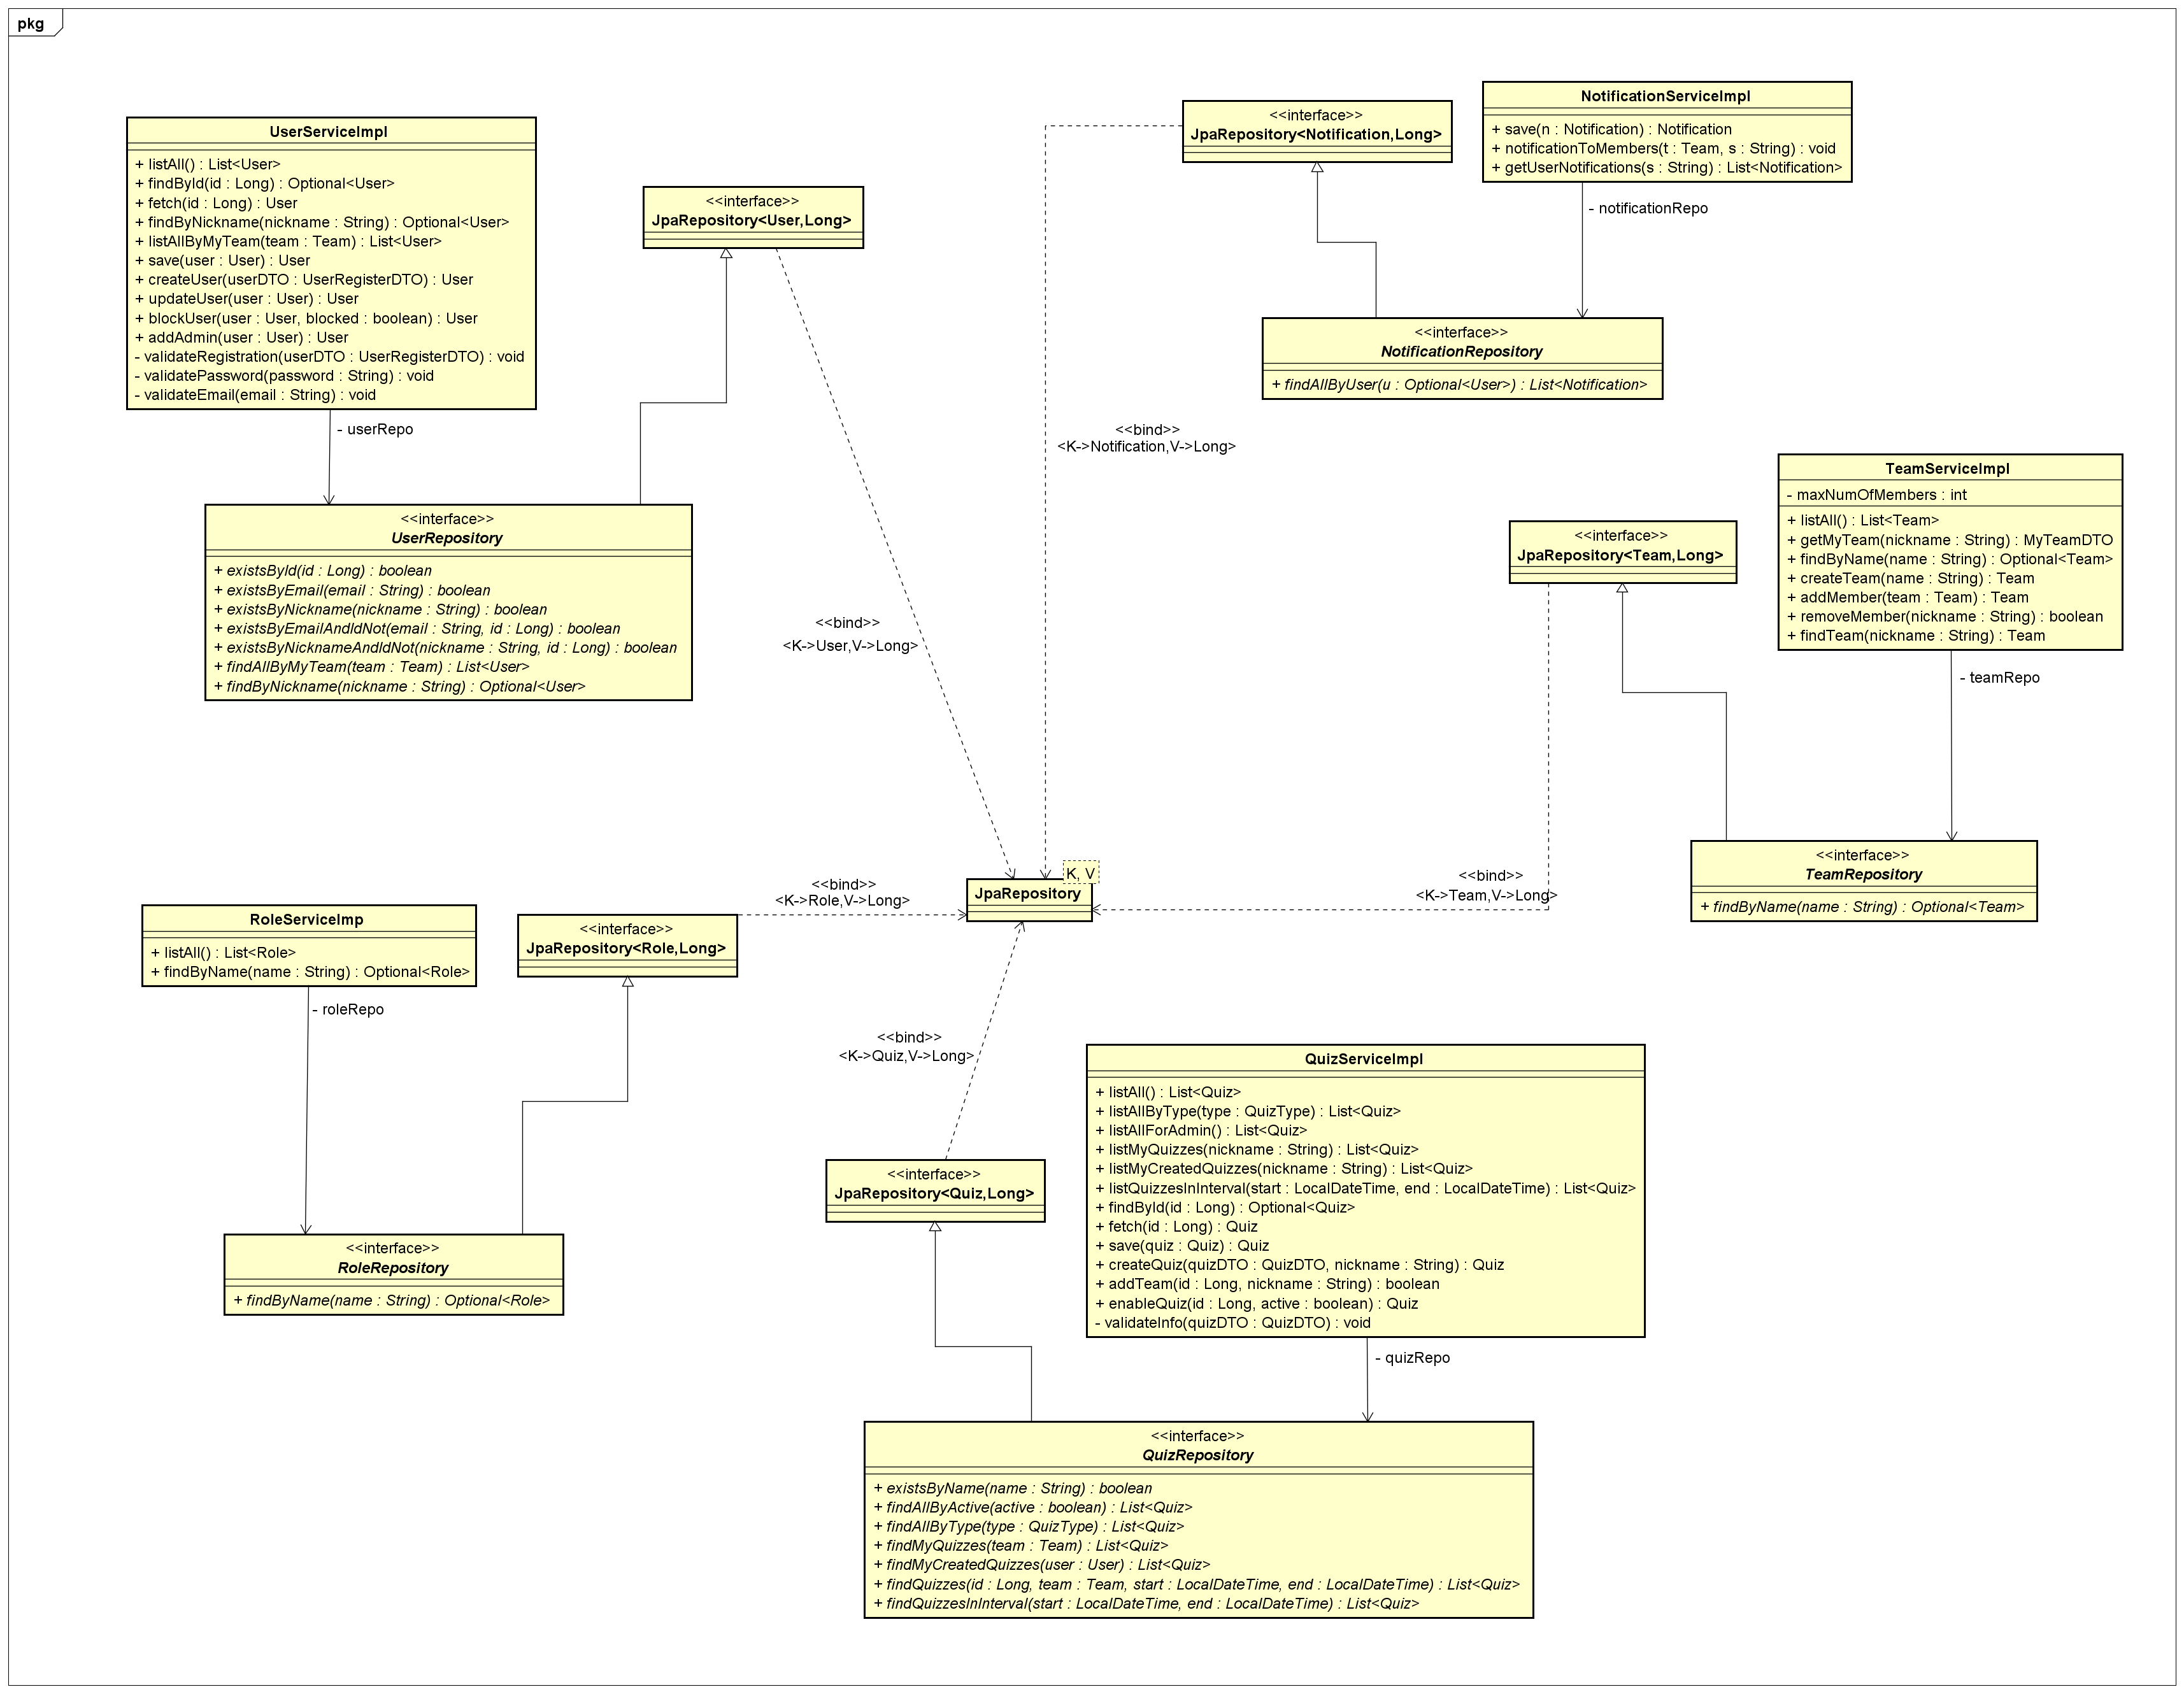 pkg
UserServiceImpl
+ listAll() : List<User>
+ findById(id : Long) : Optional<User>
+ fetch(id : Long) : User
+ findByNickname(nickname : String) : Optional<User>
+ listAllByMyTeam(team : Team) : List<User>
+ save(user : User) : User
+ createUser(userDTO : UserRegisterDTO) : User
+ updateUser(user : User) : User
+ blockUser(user : User, blocked : boolean) : User
+ addAdmin(user : User) : User
- validateRegistration(userDTO : UserRegisterDTO) : void
- validatePassword(password : String) : void
- validateEmail(email : String) : void
- userRepo
<<interface>>
JpaRepository<User,Long>
<<interface>>
UserRepository
+ existsById(id : Long) : boolean
+ existsByEmail(email : String) : boolean
+ existsByNickname(nickname : String) : boolean
+ existsByEmailAndIdNot(email : String, id : Long) : boolean
+ existsByNicknameAndIdNot(nickname : String, id : Long) : boolean
+ findAllByMyTeam(team : Team) : List<User>
+ findByNickname(nickname : String) : Optional<User>
<<bind>>
<K->User,V->Long>
<<interface>>
JpaRepository<Notification,Long>
NotificationServiceImpl
+ save(n : Notification) : Notification
+ notificationToMembers(t : Team, s : String) : void
+ getUserNotifications(s : String) : List<Notification>
- notificationRepo
<<interface>>
NotificationRepository
+ findAllByUser(u : Optional<User>) : List<Notification>
<<bind>>
<K->Notification,V->Long>
TeamServiceImpl
- maxNumOfMembers : int
+ listAll() : List<Team>
+ getMyTeam(nickname : String) : MyTeamDTO
+ findByName(name : String) : Optional<Team>
+ createTeam(name : String) : Team
+ addMember(team : Team) : Team
+ removeMember(nickname : String) : boolean
+ findTeam(nickname : String) : Team
- teamRepo
<<interface>>
JpaRepository<Team,Long>
<<bind>>
<K->Team,V->Long>
<<interface>>
TeamRepository
+ findByName(name : String) : Optional<Team>
K, V
JpaRepository
<<bind>>
<K->Role,V->Long>
RoleServiceImp
+ listAll() : List<Role>
+ findByName(name : String) : Optional<Role>
- roleRepo
<<interface>>
JpaRepository<Role,Long>
<<interface>>
RoleRepository
+ findByName(name : String) : Optional<Role>
<<bind>>
<K->Quiz,V->Long>
<<interface>>
JpaRepository<Quiz,Long>
QuizServiceImpl
+ listAll() : List<Quiz>
+ listAllByType(type : QuizType) : List<Quiz>
+ listAllForAdmin() : List<Quiz>
+ listMyQuizzes(nickname : String) : List<Quiz>
+ listMyCreatedQuizzes(nickname : String) : List<Quiz>
+ listQuizzesInInterval(start : LocalDateTime, end : LocalDateTime) : List<Quiz>
+ findById(id : Long) : Optional<Quiz>
+ fetch(id : Long) : Quiz
+ save(quiz : Quiz) : Quiz
+ createQuiz(quizDTO : QuizDTO, nickname : String) : Quiz
+ addTeam(id : Long, nickname : String) : boolean
+ enableQuiz(id : Long, active : boolean) : Quiz
- validateInfo(quizDTO : QuizDTO) : void
- quizRepo
<<interface>>
QuizRepository
+ existsByName(name : String) : boolean
+ findAllByActive(active : boolean) : List<Quiz>
+ findAllByType(type : QuizType) : List<Quiz>
+ findMyQuizzes(team : Team) : List<Quiz>
+ findMyCreatedQuizzes(user : User) : List<Quiz>
+ findQuizzes(id : Long, team : Team, start : LocalDateTime, end : LocalDateTime) : List<Quiz>
+ findQuizzesInInterval(start : LocalDateTime, end : LocalDateTime) : List<Quiz>